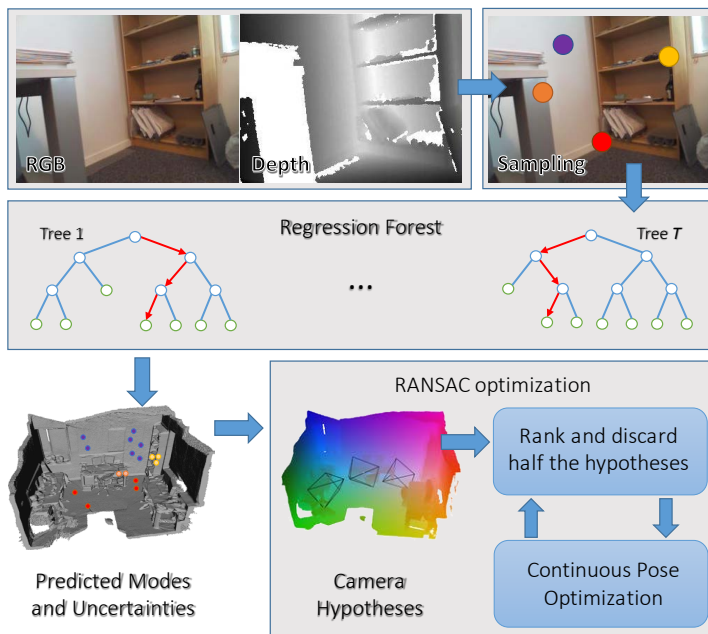 RGB
Depth
Sampling
Regression Forest
Tree 1
...
Tree T
RANSAC optimization
Rank and discard
half the hypotheses
Continuous Pose
Optimization
Predicted Modes
and Uncertainties
Camera
Hypotheses